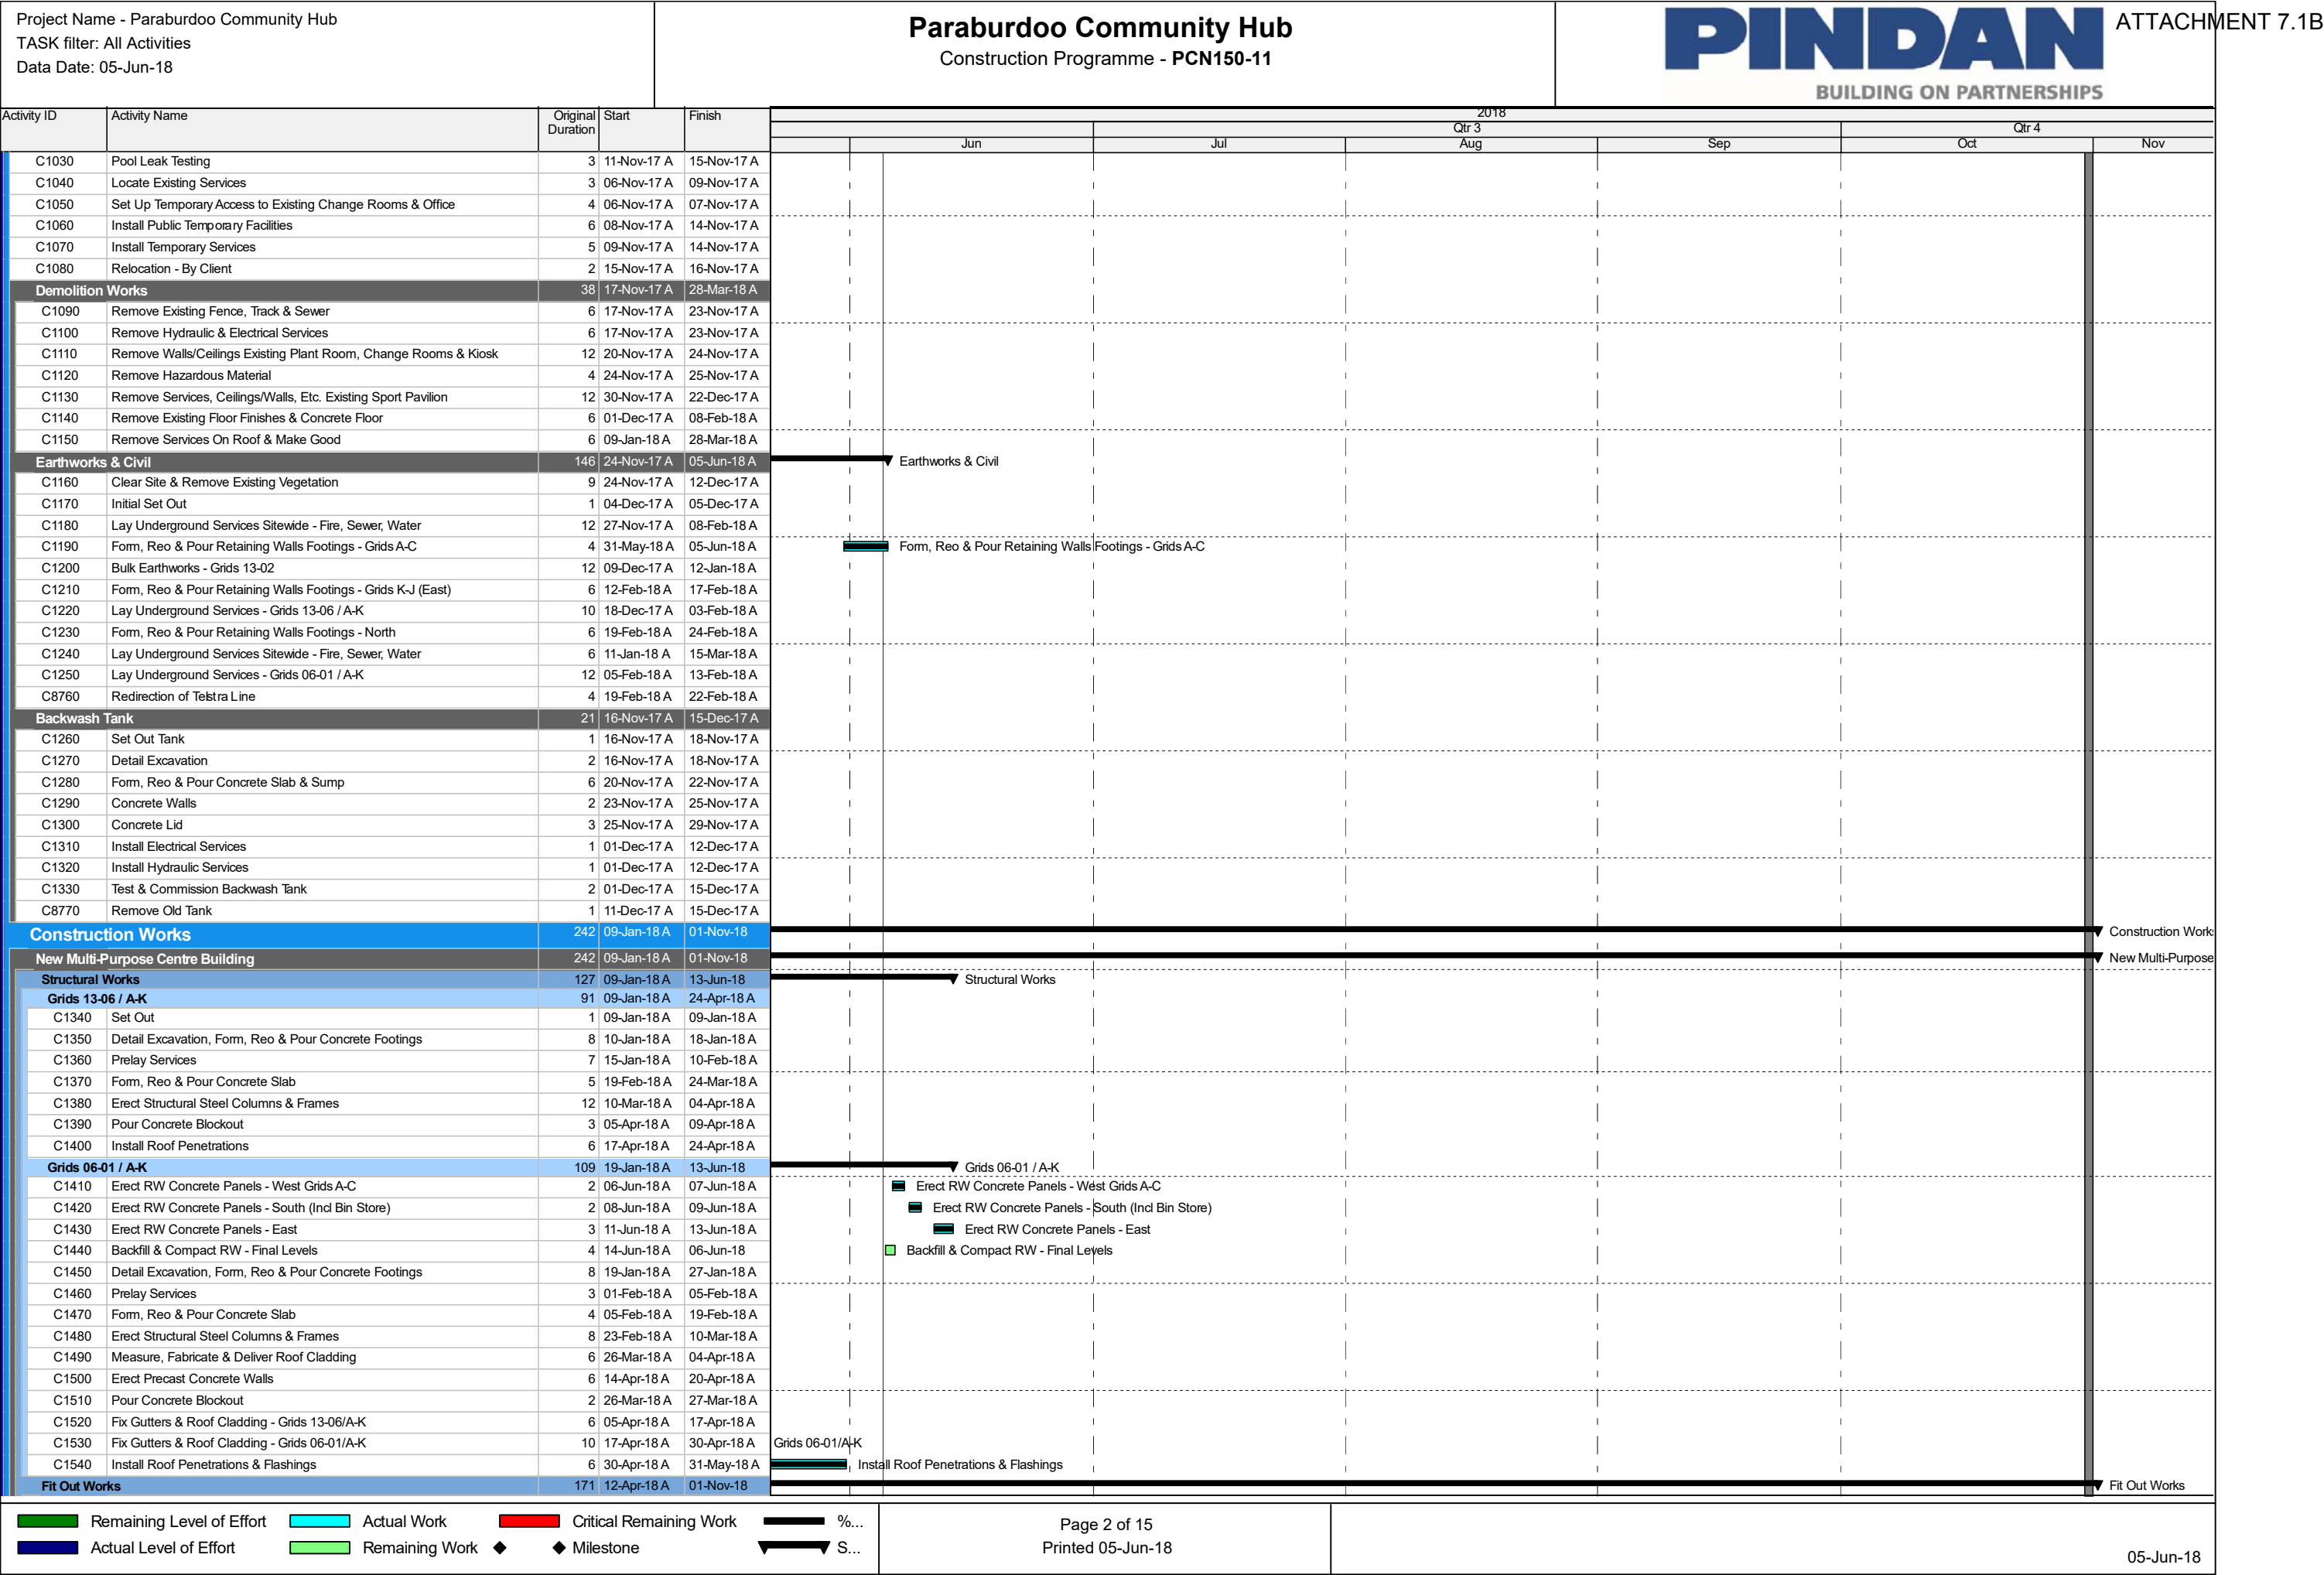 Project Name - Paraburdoo Community Hub
TASK filter: All Activities
Data Date: 05-Jun-18
Paraburdoo Community Hub
Construction Programme - PCN150-11
PINDAN
BUILDING ON PARTNERSHIPS
ATTACHMENT 7.1B
Activity ID Activity Name Original Duration Start Finish
2018
Qtr 3 Qtr 4
Jun Jul Aug Sep Oct Nov
C1030 Pool Leak Testing 3 11-Nov-17 A 15-Nov-17 A
C1040 Locate Existing Services 3 06-Nov-17 A 09-Nov-17 A
C1050 Set Up Temporary Access to Existing Change Rooms & Office 4 06-Nov-17 A 07-Nov-17 A
C1060 Install Public Temporary Facilities 6 08-Nov-17 A 14-Nov-17 A
C1070 Install Temporary Services 5 09-Nov-17 A 14-Nov-17 A
C1080 Relocation - By Client 2 15-Nov-17 A 16-Nov-17 A
Demolition Works 38 17-Nov-17 A 28-Mar-18 A
C1090 Remove Existing Fence, Track & Sewer 6 17-Nov-17 A 23-Nov-17 A
C1100 Remove Hydraulic & Electrical Services 6 17-Nov-17 A 23-Nov-17 A
C1110 Remove Walls/Ceilings Existing Plant Room, Change Rooms & Kiosk 12 20-Nov-17 A 24-Nov-17 A
C1120 Remove Hazardous Material 4 24-Nov-17 A 25-Nov-17 A
C1130 Remove Services, Ceilings/Walls, Etc. Existing Sport Pavilion 12 30-Nov-17 A 22-Dec-17 A
C1140 Remove Existing Floor Finishes & Concrete Floor 6 01-Dec-17 A 08-Feb-18 A
C1150 Remove Services On Roof & Make Good 6 09-Jan-18 A 28-Mar-18 A
Earthworks & Civil 146 24-Nov-17 A 05-Jun-18 A Earthworks & Civil
C1160 Clear Site & Remove Existing Vegetation 9 24-Nov-17 A 12-Dec-17 A
C1170 Initial Set Out 1 04-Dec-17 A 05-Dec-17 A
C1180 Lay Underground Services Sitewide - Fire, Sewer, Water 12 27-Nov-17 A 08-Feb-18 A
C1190 Form, Reo & Pour Retaining Walls Footings - Grids A-C 4 31-May-18 A 05-Jun-18 A Form, Reo & Pour Retaining Walls Footings - Grids A-C
C1200 Bulk Earthworks - Grids 13-02 12 09-Dec-17 A 12-Jan-18 A
C1210 Form, Reo & Pour Retaining Walls Footings - Grids K-J (East) 6 12-Feb-18 A 17-Feb-18 A
C1220 Lay Underground Services - Grids 13-06 / A-K 10 18-Dec-17 A 03-Feb-18 A
C1230 Form, Reo & Pour Retaining Walls Footings - North 6 19-Feb-18 A 24-Feb-18 A
C1240 Lay Underground Services Sitewide - Fire, Sewer, Water 6 11-Jan-18 A 15-Mar-18 A
C1250 Lay Underground Services - Grids 06-01 / A-K 12 05-Feb-18 A 13-Feb-18 A
C8760 Redirection of Telstra Line 4 19-Feb-18 A 22-Feb-18 A
Backwash Tank 21 16-Nov-17 A 15-Dec-17 A
C1260 Set Out Tank 1 16-Nov-17 A 18-Nov-17 A
C1270 Detail Excavation 2 16-Nov-17 A 18-Nov-17 A
C1280 Form, Reo & Pour Concrete Slab & Sump 6 20-Nov-17 A 22-Nov-17 A
C1290 Concrete Walls 2 23-Nov-17 A 25-Nov-17 A
C1300 Concrete Lid 3 25-Nov-17 A 29-Nov-17 A
C1310 Install Electrical Services 1 01-Dec-17 A 12-Dec-17 A
C1320 Install Hydraulic Services 1 01-Dec-17 A 12-Dec-17 A
C1330 Test & Commission Backwash Tank 2 01-Dec-17 A 15-Dec-17 A
C8770 Remove Old Tank 1 11-Dec-17 A 15-Dec-17 A
Construction Works 242 09-Jan-18 A 01-Nov-18 Construction Work
New Multi-Purpose Centre Building 242 09-Jan-18 A 01-Nov-18 New Multi-Purpose
Structural Works 127 09-Jan-18 A 13-Jun-18 Structural Works
Grids 13-06 / A-K 91 09-Jan-18 A 24-Apr-18 A
C1340 Set Out 1 09-Jan-18 A 09-Jan-18 A
C1350 Detail Excavation, Form, Reo & Pour Concrete Footings 8 10-Jan-18 A 18-Jan-18 A
C1360 Prelay Services 7 15-Jan-18 A 10-Feb-18 A
C1370 Form, Reo & Pour Concrete Slab 5 19-Feb-18 A 24-Mar-18 A
C1380 Erect Structural Steel Columns & Frames 12 10-Mar-18 A 04-Apr-18 A
C1390 Pour Concrete Blockout 3 05-Apr-18 A 09-Apr-18 A
C1400 Install Roof Penetrations 6 17-Apr-18 A 24-Apr-18 A
Grids 06-01 / A-K 109 19-Jan-18 A 13-Jun-18 Grids 06-01 / A-K
C1410 Erect RW Concrete Panels - West Grids A-C 2 06-Jun-18 A 07-Jun-18 A Erect RW Concrete Panels - West Grids A-C
C1420 Erect RW Concrete Panels - South (Incl Bin Store) 2 08-Jun-18 A 09-Jun-18 A Erect RW Concrete Panels - South (Incl Bin Store)
C1430 Erect RW Concrete Panels - East 3 11-Jun-18 A 13-Jun-18 A Erect RW Concrete Panels - East
C1440 Backfill & Compact RW - Final Levels 4 14-Jun-18 A 06-Jun-18 Backfill & Compact RW - Final Levels
C1450 Detail Excavation, Form, Reo & Pour Concrete Footings 8 19-Jan-18 A 27-Jan-18 A
C1460 Prelay Services 3 01-Feb-18 A 05-Feb-18 A
C1470 Form, Reo & Pour Concrete Slab 4 05-Feb-18 A 19-Feb-18 A
C1480 Erect Structural Steel Columns & Frames 8 23-Feb-18 A 10-Mar-18 A
C1490 Measure, Fabricate & Deliver Roof Cladding 6 26-Mar-18 A 04-Apr-18 A
C1500 Erect Precast Concrete Walls 6 14-Apr-18 A 20-Apr-18 A
C1510 Pour Concrete Blockout 2 26-Mar-18 A 27-Mar-18 A
C1520 Fix Gutters & Roof Cladding - Grids 13-06/A-K 6 05-Apr-18 A 17-Apr-18 A
C1530 Fix Gutters & Roof Cladding - Grids 06-01/A-K 10 17-Apr-18 A 30-Apr-18 A Grids 06-01/A-K
C1540 Install Roof Penetrations & Flashings 6 30-Apr-18 A 31-May-18 A Install Roof Penetrations & Flashings
Fit Out Works 171 12-Apr-18 A 01-Nov-18 Fit Out Works
Remaining Level of Effort Actual Work Critical Remaining Work %...
Actual Level of Effort Remaining Work Milestone S...
Page 2 of 15
Printed 05-Jun-18
05-Jun-18